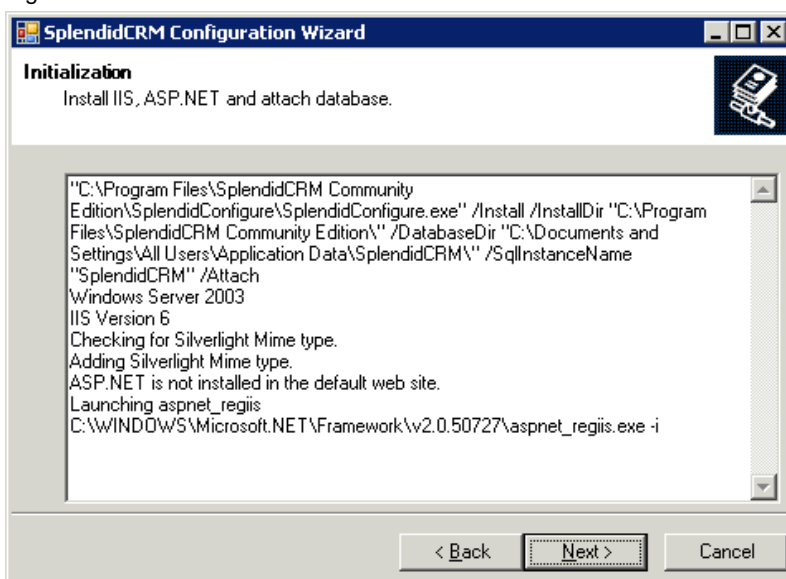 SplendidCRM Configuration Wizard
Initialization
Install IIS, ASP.NET and attach database.
"C:\Program Files\SplendidCRM Community
Edition\SplendidConfigure\SplendidConfigure.exe" /Install /InstallDir "C:\Program
Files\SplendidCRM Community Edition\" /DatabaseDir "C:\Documents and
Settings\All Users\Application Data\SplendidCRM\" /SqlInstanceName
"SplendidCRM" /Attach
Windows Server 2003
IIS Version 6
Checking for Silverlight Mime type.
Adding Silverlight Mime type.
ASP.NET is not installed in the default web site.
Launching aspnet_regiis
C:\WINDOWS\Microsoft.NET\Framework\v2.0.50727\aspnet_regiis.exe -i
< Back Next > Cancel